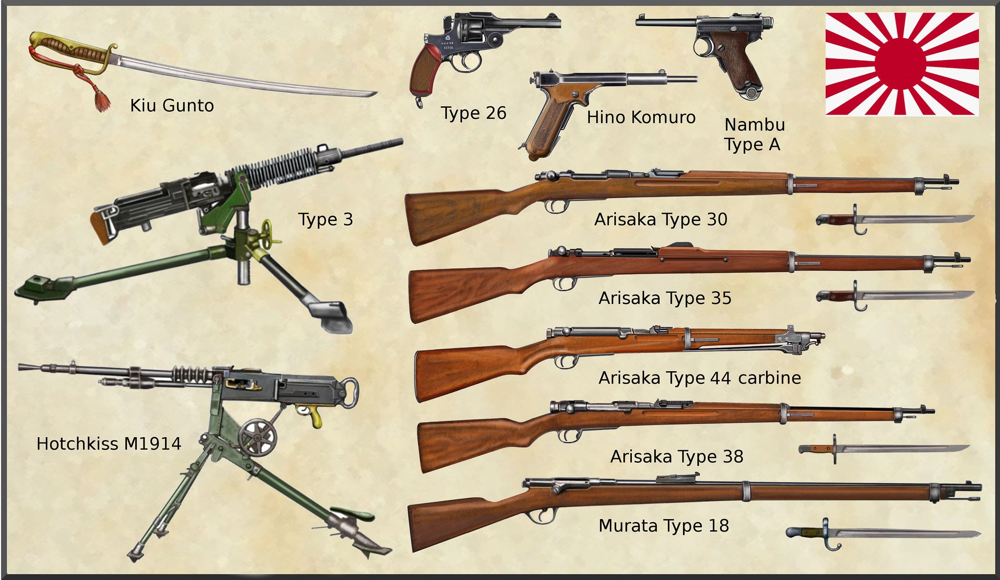 Kiu Gunto
Type 26
Hino Komuro
Nambu
Type A
Type 3
Arisaka Type 30
Arisaka Type 35
Arisaka Type 44 carbine
Hotchkiss M1914
Arisaka Type 38
Murata Type 18